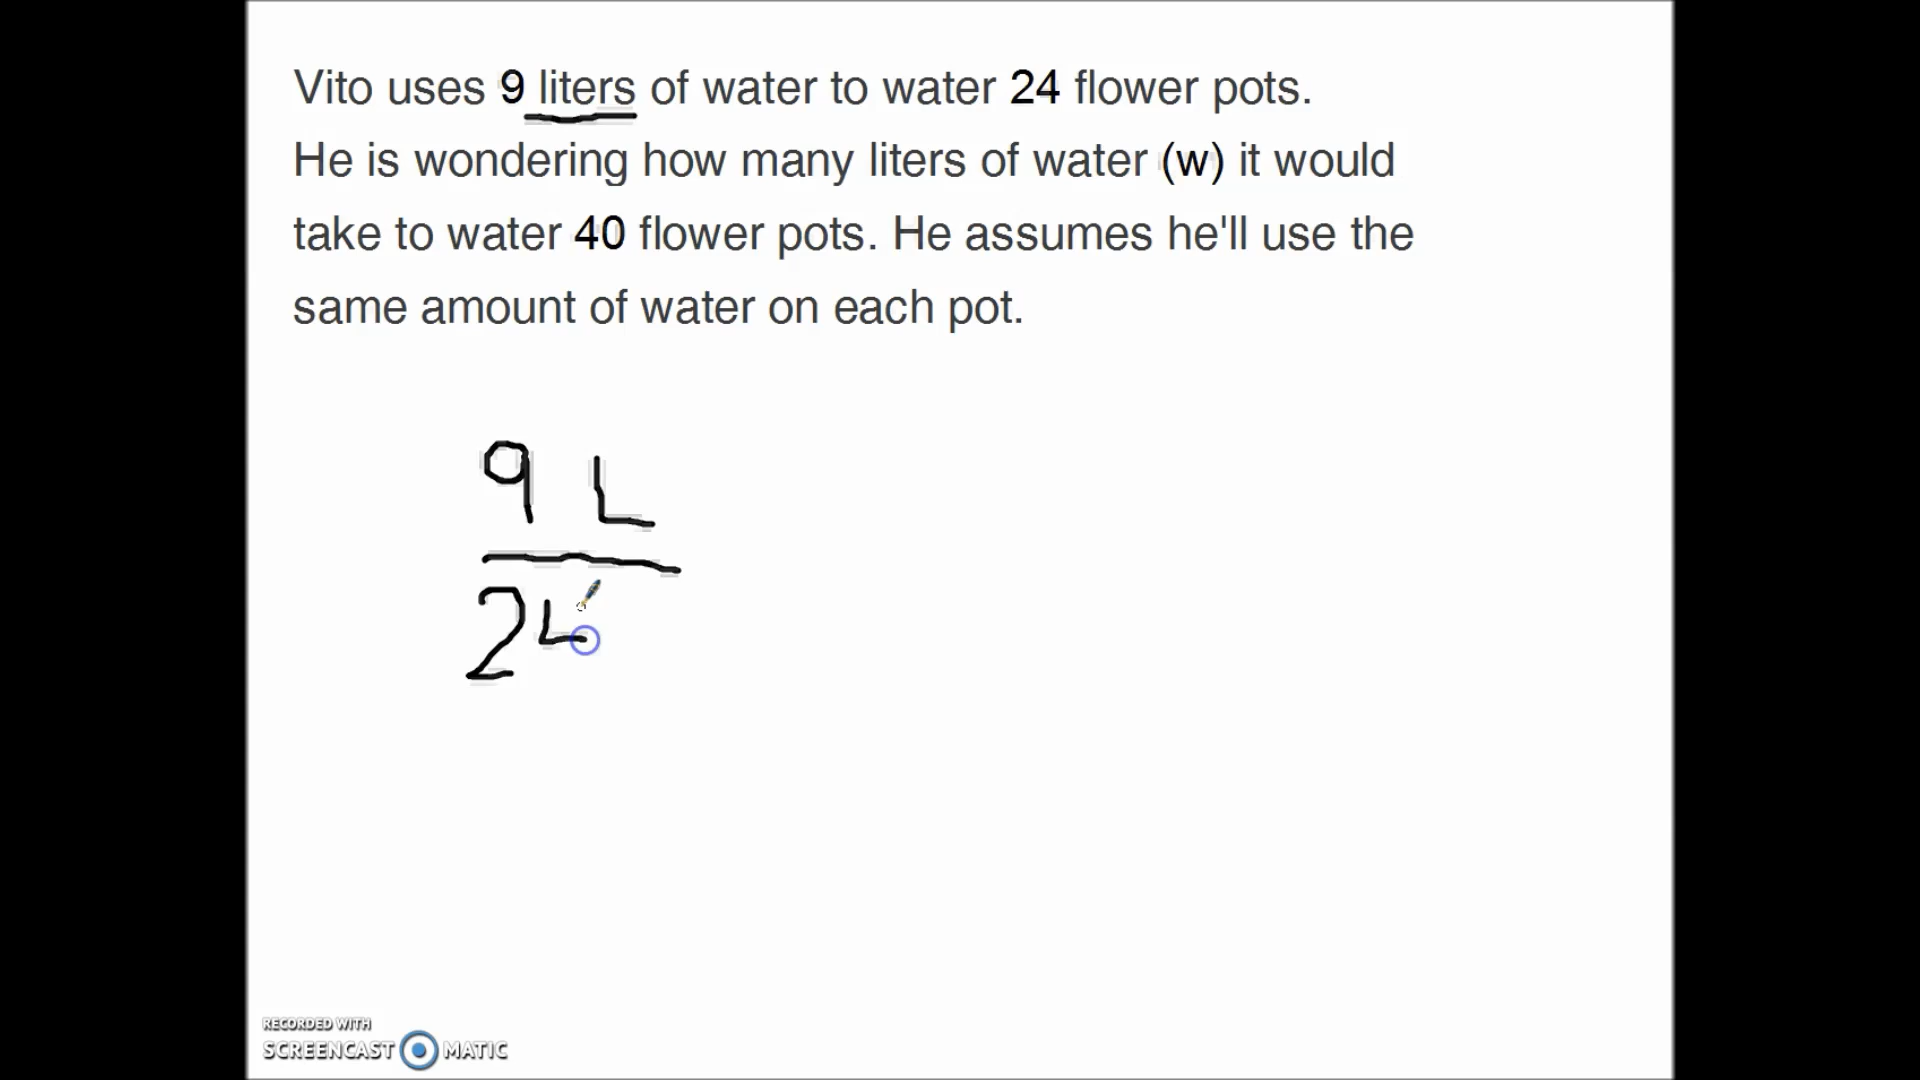 Vito uses 9 liters of water to water 24 flower pots.
He is wondering how many liters of water (w) it would
take to water 40 flower pots. He assumes he'll use the
same amount of water on each pot.
9 L
24
RECORDED WITH
SCREENCAST MATIC